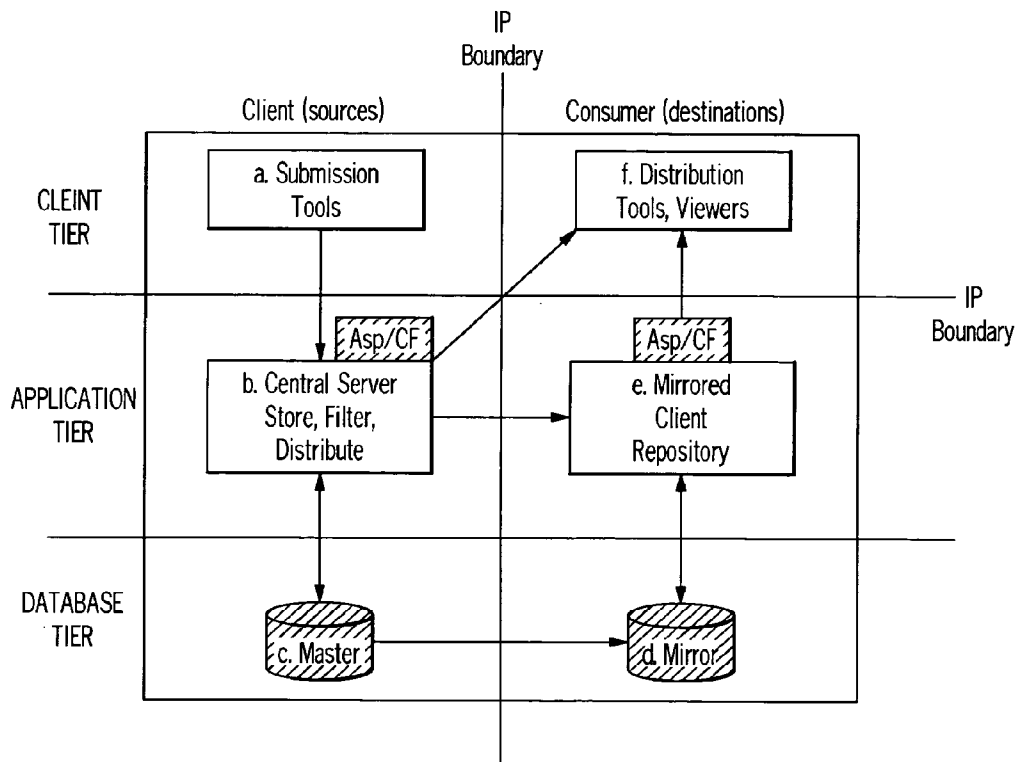 IP
Boundary
Client (sources)
Consumer (destinations)
CLEINT
TIER
a. Submission
Tools
f. Distribution
Tools, Viewers
IP
Boundary
APPLICATION
TIER
Asp/CF
b. Central Server
Store, Filter,
Distribute
Asp/CF
e. Mirrored
Client
Repository
DATABASE
TIER
c. Master
d. Mirror